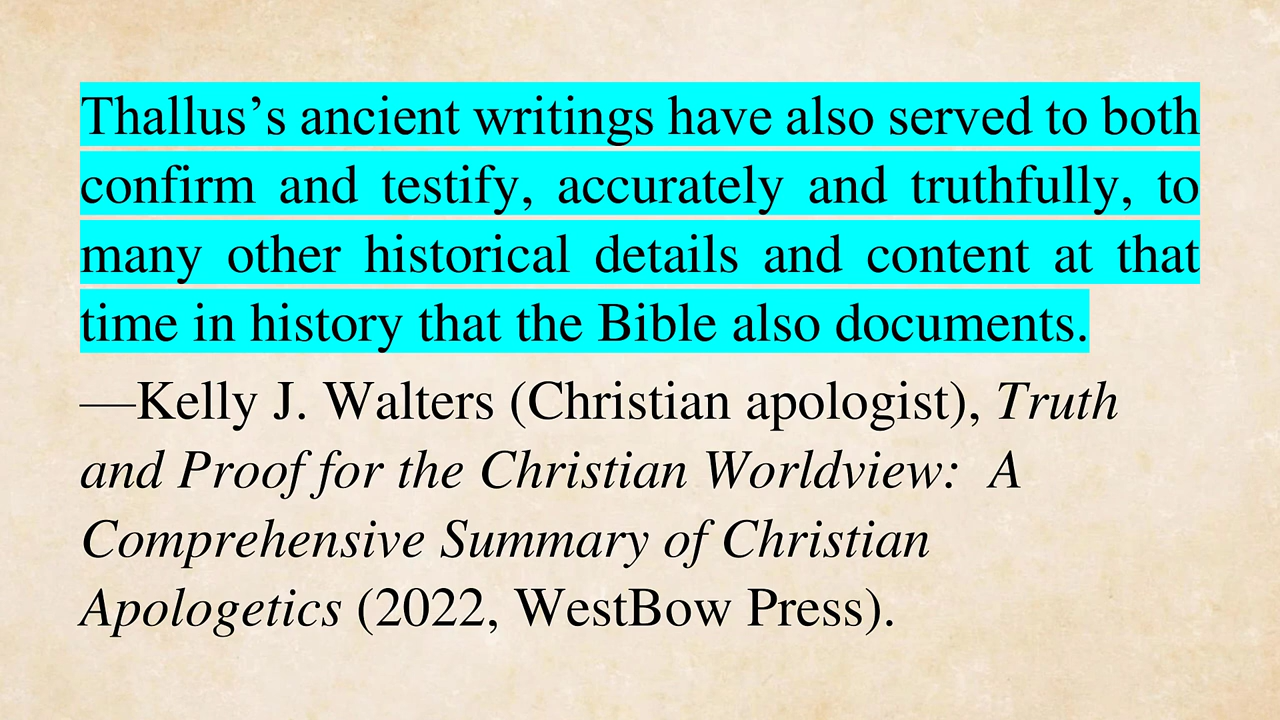 Thallus’s ancient writings have also served to both
confirm and testify, accurately and truthfully, to
many other historical details and content at that
time in history that the Bible also documents.
—Kelly J. Walters (Christian apologist), Truth
and Proof for the Christian Worldview:  A
Comprehensive Summary of Christian
Apologetics (2022, WestBow Press).